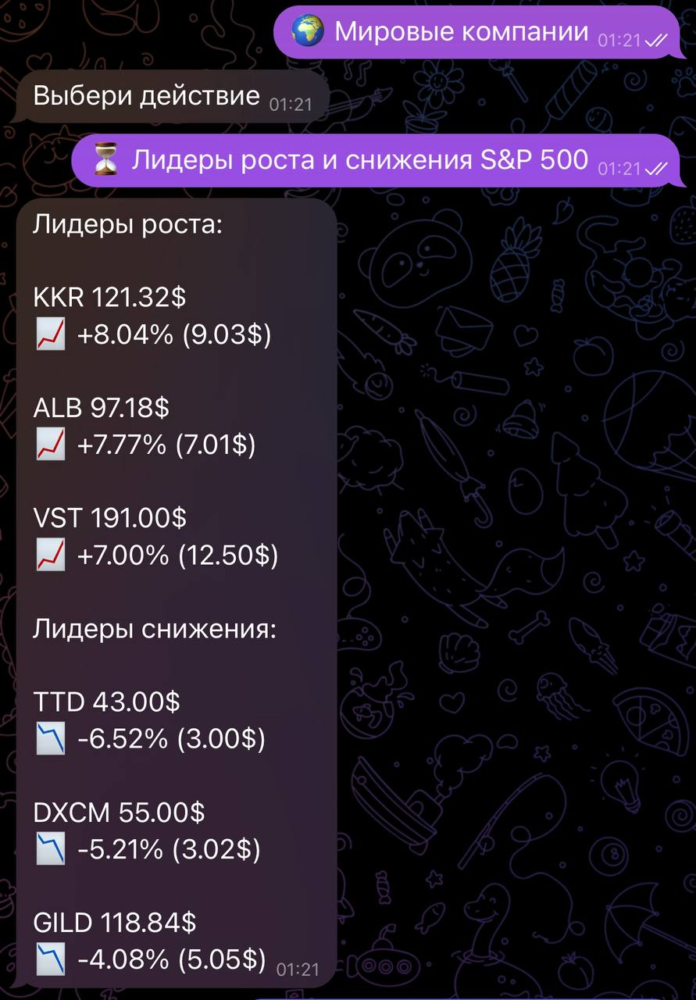 🌍 Мировые компании 01:21
Выбери действие 01:21
⏳ Лидеры роста и снижения S&P 500 01:21
Лидеры роста:
KKR 121.32$
📈 +8.04% (9.03$)
ALB 97.18$
📈 +7.77% (7.01$)
VST 191.00$
📈 +7.00% (12.50$)
Лидеры снижения:
TTD 43.00$
📉 -6.52% (3.00$)
DXCM 55.00$
📉 -5.21% (3.02$)
GILD 118.84$
📉 -4.08% (5.05$) 01:21